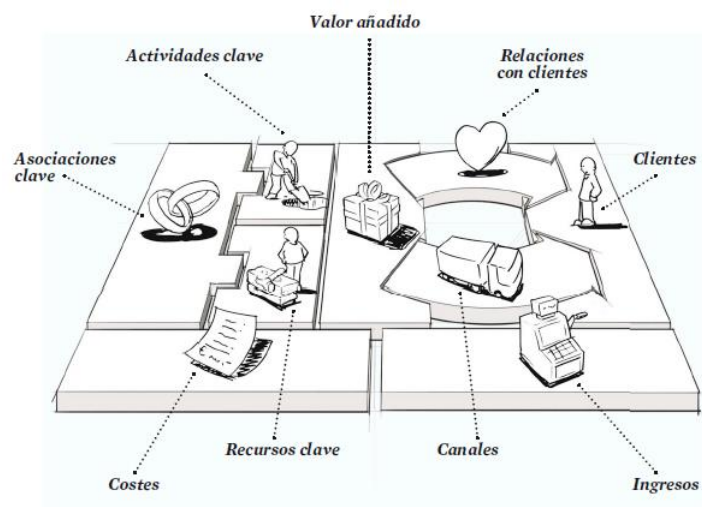 Valor añadido
Actividades clave
Relaciones
con clientes
Asociaciones
clave
Clientes
Recursos clave
Canales
Costes
Ingresos